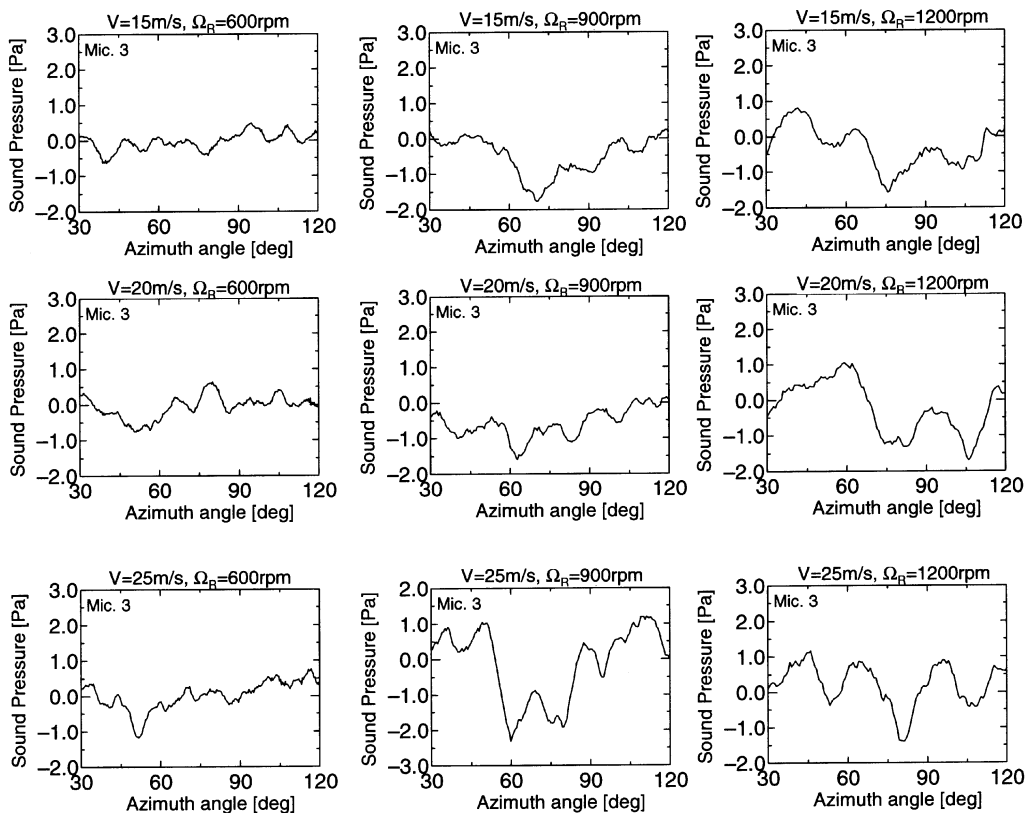 V=15m/s, Ω_R=600rpm
Mic. 3
Sound Pressure [Pa]
3.0
2.0
1.0
0.0
−1.0
−2.0
30 60 90 120
Azimuth angle [deg]
V=15m/s, Ω_R=900rpm
Mic. 3
Sound Pressure [Pa]
3.0
2.0
1.0
0.0
−1.0
−2.0
30 60 90 120
Azimuth angle [deg]
V=15m/s, Ω_R=1200rpm
Mic. 3
Sound Pressure [Pa]
3.0
2.0
1.0
0.0
−1.0
−2.0
30 60 90 120
Azimuth angle [deg]
V=20m/s, Ω_R=600rpm
Mic. 3
Sound Pressure [Pa]
3.0
2.0
1.0
0.0
−1.0
−2.0
30 60 90 120
Azimuth angle [deg]
V=20m/s, Ω_R=900rpm
Mic. 3
Sound Pressure [Pa]
3.0
2.0
1.0
0.0
−1.0
−2.0
30 60 90 120
Azimuth angle [deg]
V=20m/s, Ω_R=1200rpm
Mic. 3
Sound Pressure [Pa]
3.0
2.0
1.0
0.0
−1.0
−2.0
30 60 90 120
Azimuth angle [deg]
V=25m/s, Ω_R=600rpm
Mic. 3
Sound Pressure [Pa]
3.0
2.0
1.0
0.0
−1.0
−2.0
30 60 90 120
Azimuth angle [deg]
V=25m/s, Ω_R=900rpm
Mic. 3
Sound Pressure [Pa]
2.0
1.0
0.0
−1.0
−2.0
−3.0
30 60 90 120
Azimuth angle [deg]
V=25m/s, Ω_R=1200rpm
Mic. 3
Sound Pressure [Pa]
3.0
2.0
1.0
0.0
−1.0
−2.0
30 60 90 120
Azimuth angle [deg]